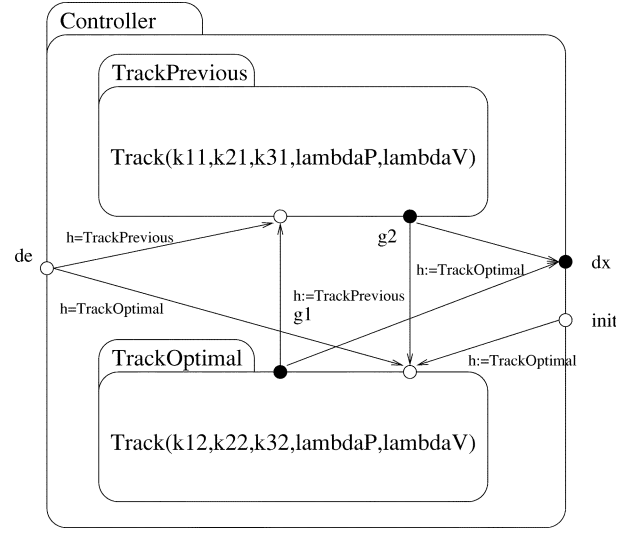 Controller
TrackPrevious
Track(k11,k21,k31,lambdaP,lambdaV)
h=TrackPrevious
g2
de
dx
h:=TrackOptimal
h:=TrackPrevious
h=TrackOptimal
g1
init
TrackOptimal
h:=TrackOptimal
Track(k12,k22,k32,lambdaP,lambdaV)